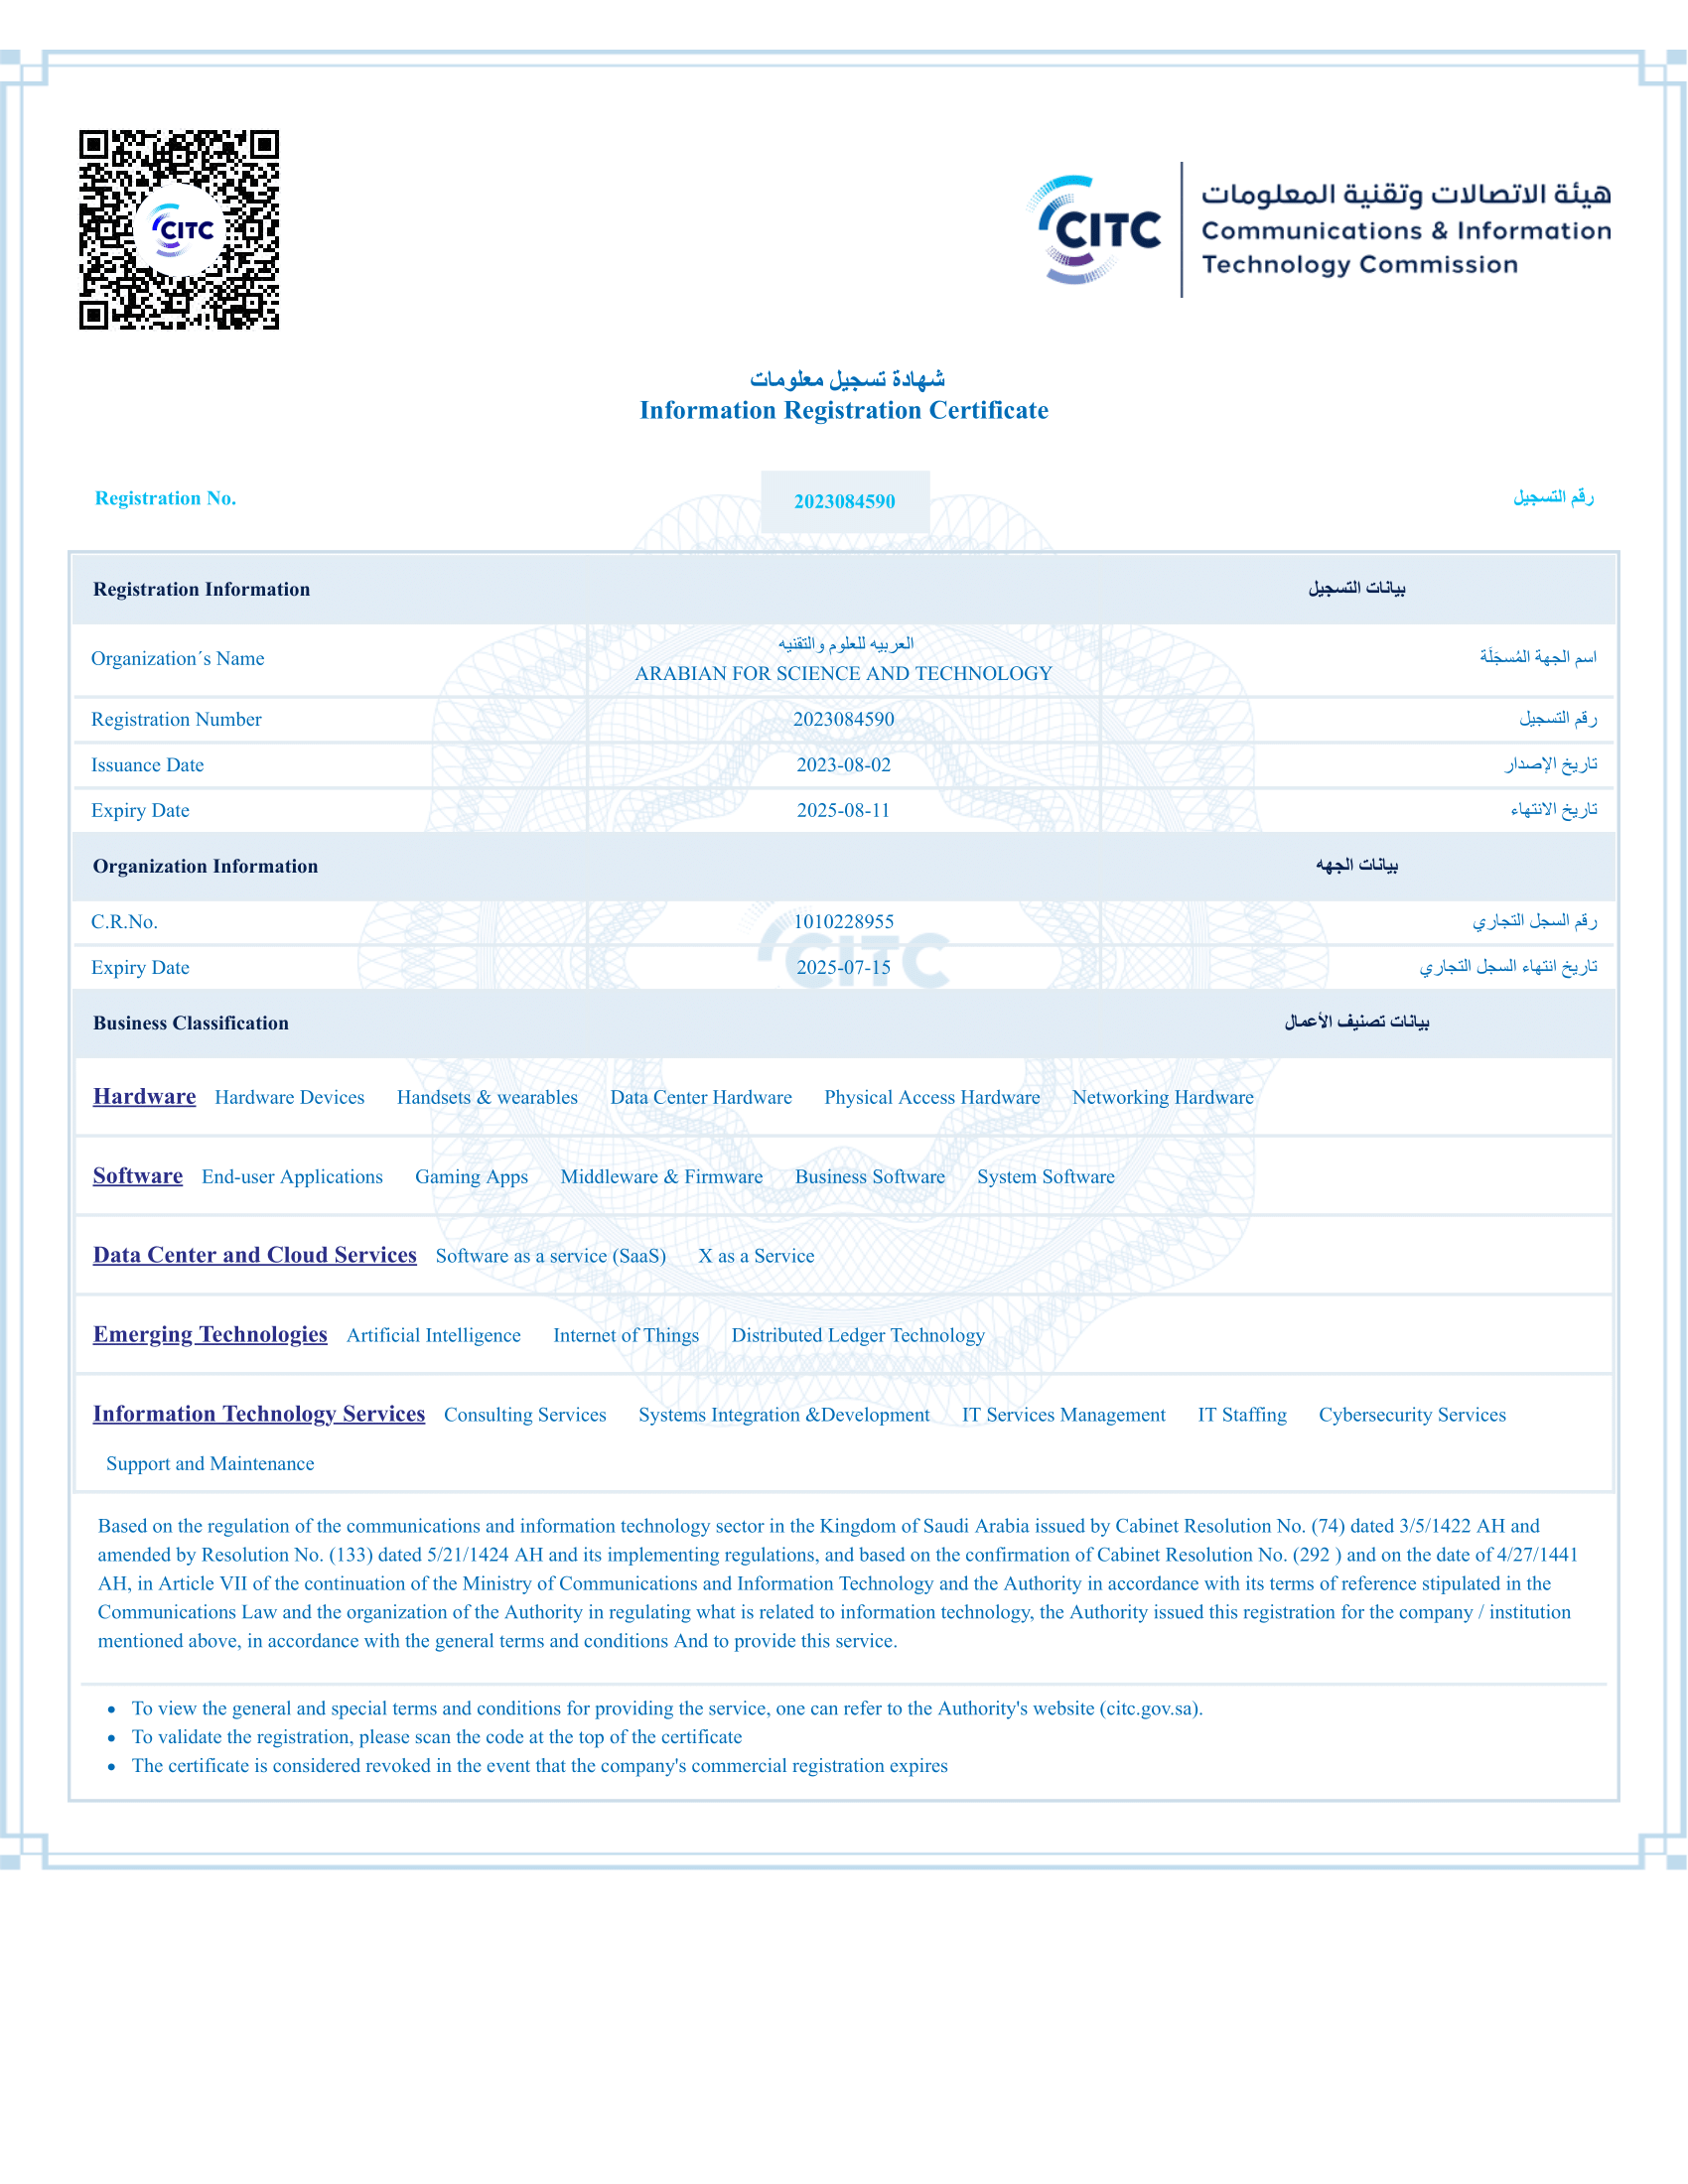 CITC
CITC
هيئة الاتصالات وتقنية المعلومات
Communications & Information
Technology Commission
شهادة تسجيل معلومات
Information Registration Certificate
Registration No. 2023084590 رقم التسجيل
Registration Information بيانات التسجيل
العربيه للعلوم والتقنيه
Organization´s Name ARABIAN FOR SCIENCE AND TECHNOLOGY اسم الجهة المُسجَلَة
Registration Number 2023084590 رقم التسجيل
Issuance Date 2023-08-02 تاريخ الإصدار
Expiry Date 2025-08-11 تاريخ الانتهاء
Organization Information بيانات الجهه
C.R.No. 1010228955 رقم السجل التجاري
CITC
Expiry Date 2025-07-15 تاريخ انتهاء السجل التجاري
Business Classification بيانات تصنيف الأعمال
Hardware Hardware Devices Handsets & wearables Data Center Hardware Physical Access Hardware Networking Hardware
Software End-user Applications Gaming Apps Middleware & Firmware Business Software System Software
Data Center and Cloud Services Software as a service (SaaS) X as a Service
Emerging Technologies Artificial Intelligence Internet of Things Distributed Ledger Technology
Information Technology Services Consulting Services Systems Integration &Development IT Services Management IT Staffing Cybersecurity Services
Support and Maintenance
Based on the regulation of the communications and information technology sector in the Kingdom of Saudi Arabia issued by Cabinet Resolution No. (74) dated 3/5/1422 AH and
amended by Resolution No. (133) dated 5/21/1424 AH and its implementing regulations, and based on the confirmation of Cabinet Resolution No. (292 ) and on the date of 4/27/1441
AH, in Article VII of the continuation of the Ministry of Communications and Information Technology and the Authority in accordance with its terms of reference stipulated in the
Communications Law and the organization of the Authority in regulating what is related to information technology, the Authority issued this registration for the company / institution
mentioned above, in accordance with the general terms and conditions And to provide this service.
• To view the general and special terms and conditions for providing the service, one can refer to the Authority's website (citc.gov.sa).
• To validate the registration, please scan the code at the top of the certificate
• The certificate is considered revoked in the event that the company's commercial registration expires